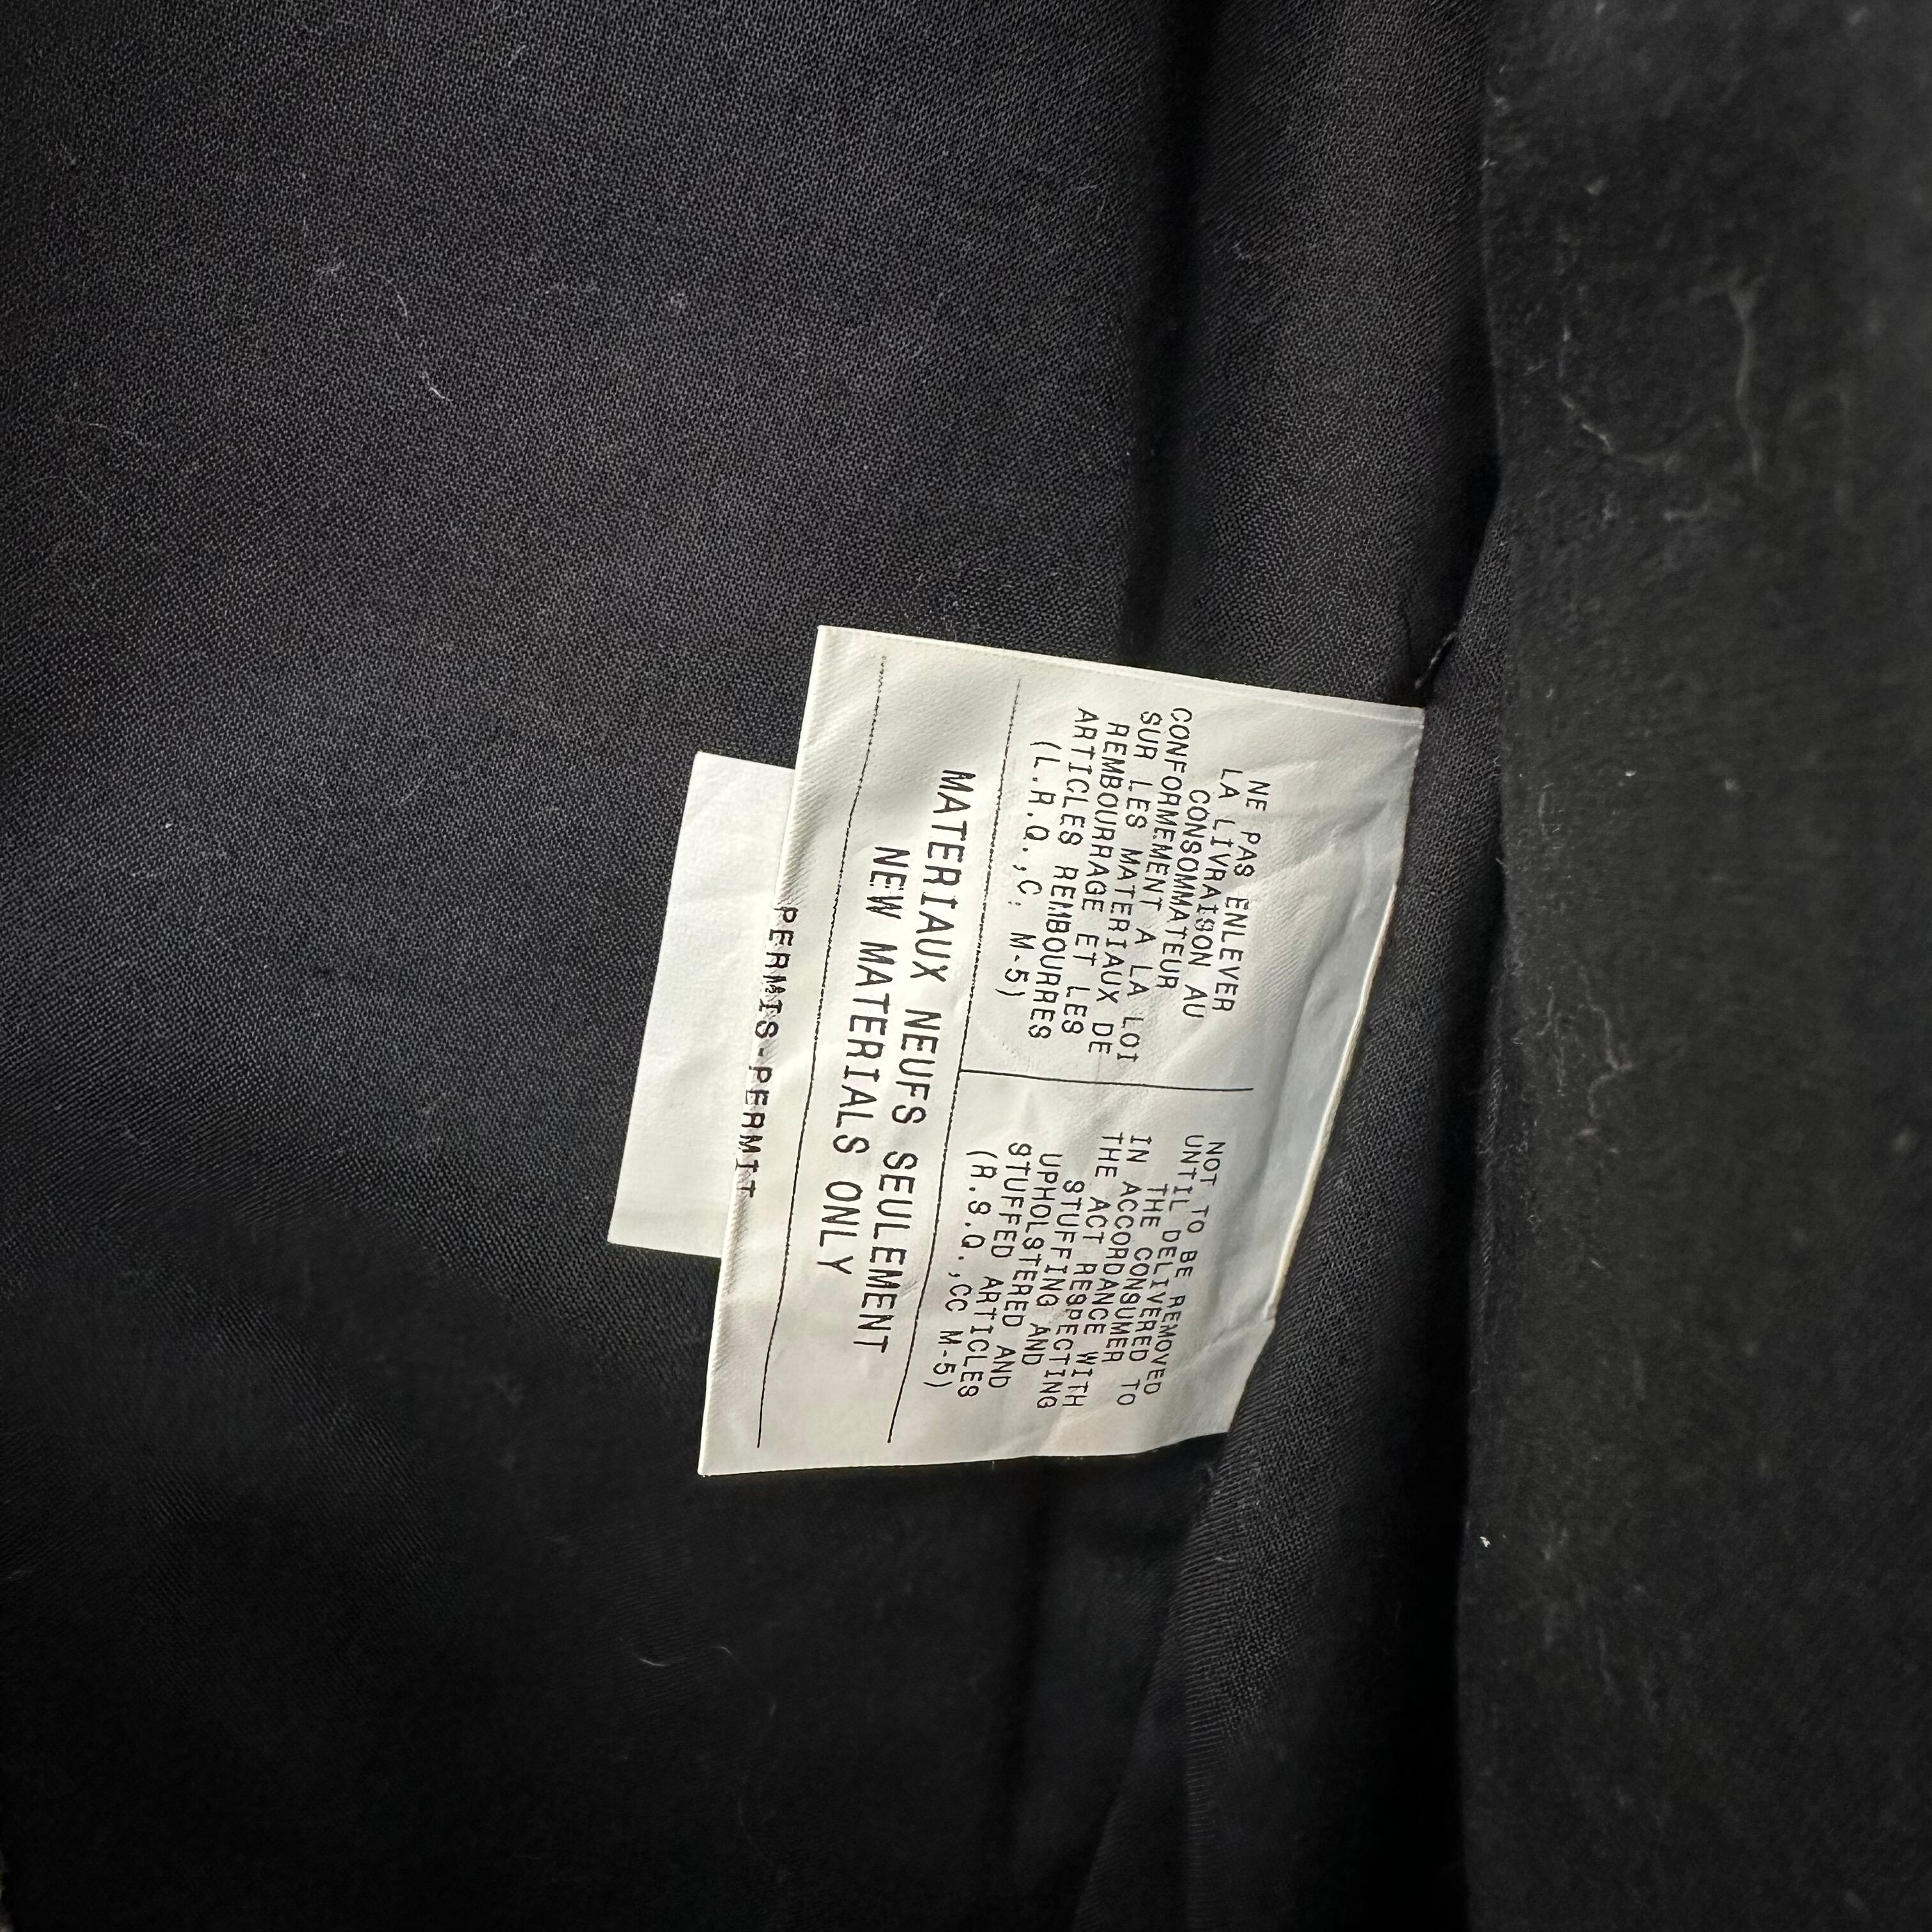 NE PAS ENLEVER
LA LIVRAISON AU
CONSOMMATEUR
CONFORMEMENT A LA LOI
SUR LES MATERIAUX DE
REMBOURRAGE ET LES
ARTICLES REMBOURRES
(L.R.Q.,C. M-5)
NOT TO BE REMOVED
UNTIL DELIVERED TO
THE CONSUMER
IN ACCORDANCE WITH
THE ACT RESPECTING
STUFFING AND
UPHOLSTERED AND
STUFFED ARTICLES
(R.S.Q.,CC M-5)
MATERIAUX NEUFS SEULEMENT
NEW MATERIALS ONLY
PERMIS-PERMIT